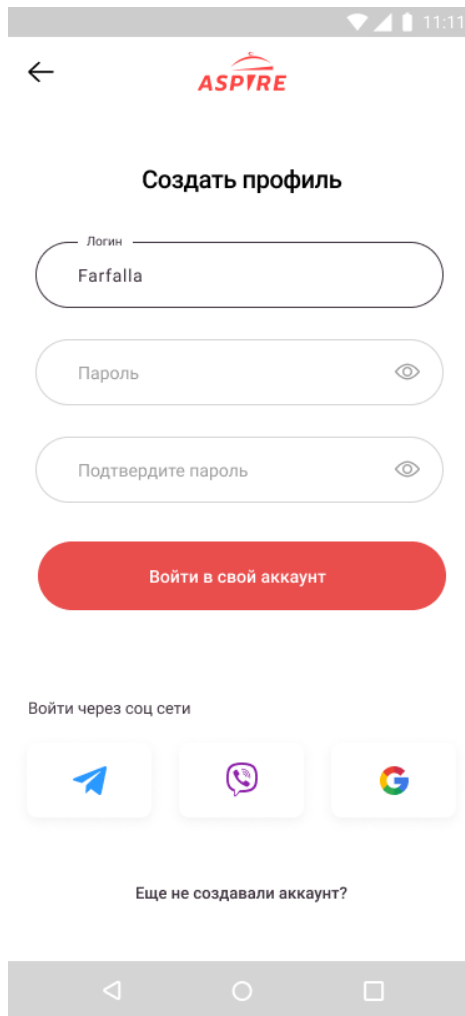 11:11
ASPIRE
Создать профиль
Логин
Farfalla
Пароль
Подтвердите пароль
Войти в свой аккаунт
Войти через соц сети
Еще не создавали аккаунт?